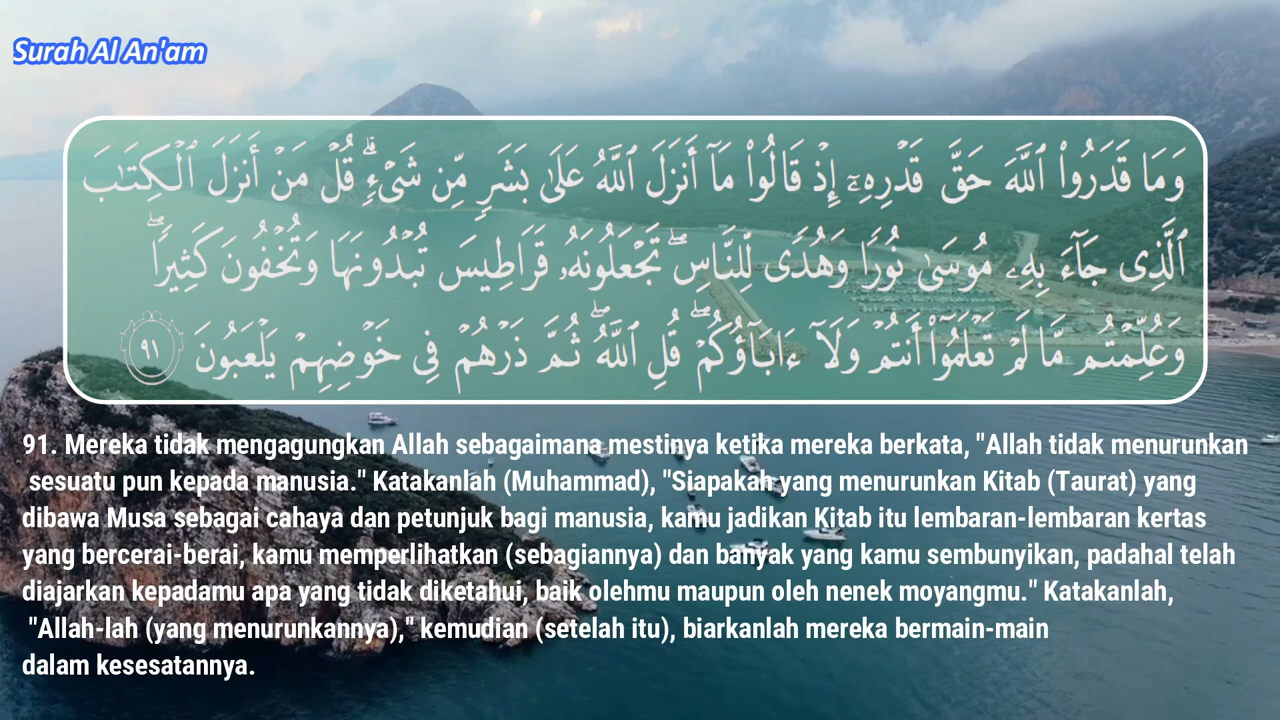 Surah Al An'am
وَمَا قَدَرُوا۟ ٱللَّهَ حَقَّ قَدْرِهِۦٓ إِذْ قَالُوا۟ مَآ أَنزَلَ ٱللَّهُ عَلَىٰ بَشَرٍ مِّن شَىْءٍ ۗ قُلْ مَنْ أَنزَلَ ٱلْكِتَـٰبَ
ٱلَّذِى جَآءَ بِهِۦ مُوسَىٰ نُورًا وَهُدًى لِّلنَّاسِ ۖ تَجْعَلُونَهُۥ قَرَاطِيسَ تُبْدُونَهَا وَتُخْفُونَ كَثِيرًا ۖ
وَعُلِّمْتُم مَّا لَمْ تَعْلَمُوٓا۟ أَنتُمْ وَلَآ ءَابَآؤُكُمْ ۖ قُلِ ٱللَّهُ ۖ ثُمَّ ذَرْهُمْ فِى خَوْضِهِمْ يَلْعَبُونَ ٩١
91. Mereka tidak mengagungkan Allah sebagaimana mestinya ketika mereka berkata, "Allah tidak menurunkan
sesuatu pun kepada manusia." Katakanlah (Muhammad), "Siapakah yang menurunkan Kitab (Taurat) yang
dibawa Musa sebagai cahaya dan petunjuk bagi manusia, kamu jadikan Kitab itu lembaran-lembaran kertas
yang bercerai-berai, kamu memperlihatkan (sebagiannya) dan banyak yang kamu sembunyikan, padahal telah
diajarkan kepadamu apa yang tidak diketahui, baik olehmu maupun oleh nenek moyangmu." Katakanlah,
"Allah-lah (yang menurunkannya)," kemudian (setelah itu), biarkanlah mereka bermain-main
dalam kesesatannya.